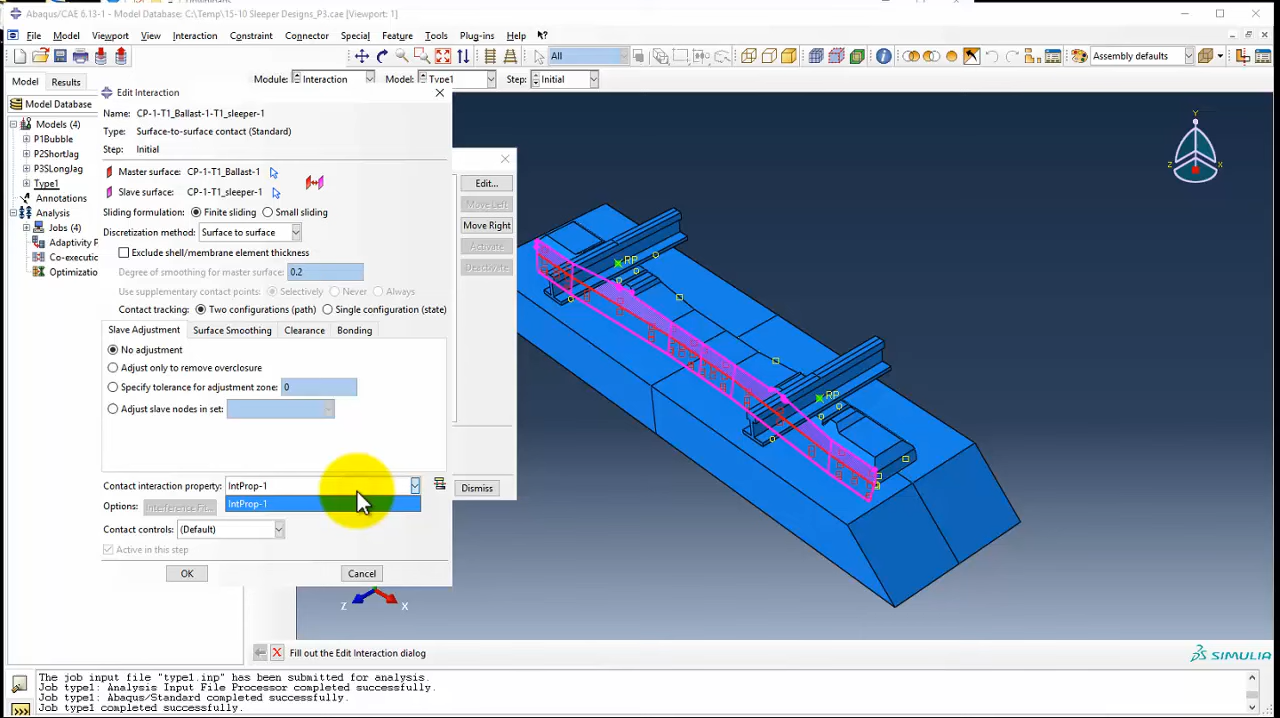 Abaqus/CAE 6.13-1 - Model Database: C:\Temp\15-10 Sleeper Designs_P3.cae [Viewport: 1]
File Model Viewport View Interaction Constraint Connector Special Feature Tools Plug-ins Help
All
Assembly defaults
Model Results
Module: Interaction Model: Type1 Step: Initial
Edit Interaction
Model Database
Name: CP-1-T1_Ballast-1-T1_sleeper-1
Models (4)
Type: Surface-to-surface contact (Standard)
P1Bubble
Step: Initial
P2ShortJag
P3SLongJag
Master surface: CP-1-T1_Ballast-1
Type1
Edit...
Slave surface: CP-1-T1_sleeper-1
Annotations
Move Left
Analysis
Sliding formulation: Finite sliding Small sliding
Jobs (4)
Move Right
Discretization method: Surface to surface
Adaptivity P
Activate
Exclude shell/membrane element thickness
Co-execution
Deactivate
Optimizatio
Degree of smoothing for master surface: 0.2
Use supplementary contact points: Selectively Never Always
Contact tracking: Two configurations (path) Single configuration (state)
Slave Adjustment Surface Smoothing Clearance Bonding
No adjustment
Adjust only to remove overclosure
Specify tolerance for adjustment zone: 0
Adjust slave nodes in set:
Contact interaction property: IntProp-1
IntProp-1
Dismiss
Options: Interference Fit...
Contact controls: (Default)
Active in this step
OK Cancel
RP
RP
Y
Z X
Z X
Fill out the Edit Interaction dialog
SIMULIA
The job input file "type1.inp" has been submitted for analysis.
Job type1: Analysis Input File Processor completed successfully.
Job type1: Abaqus/Standard completed successfully.
Job type1 completed successfully.
>>>